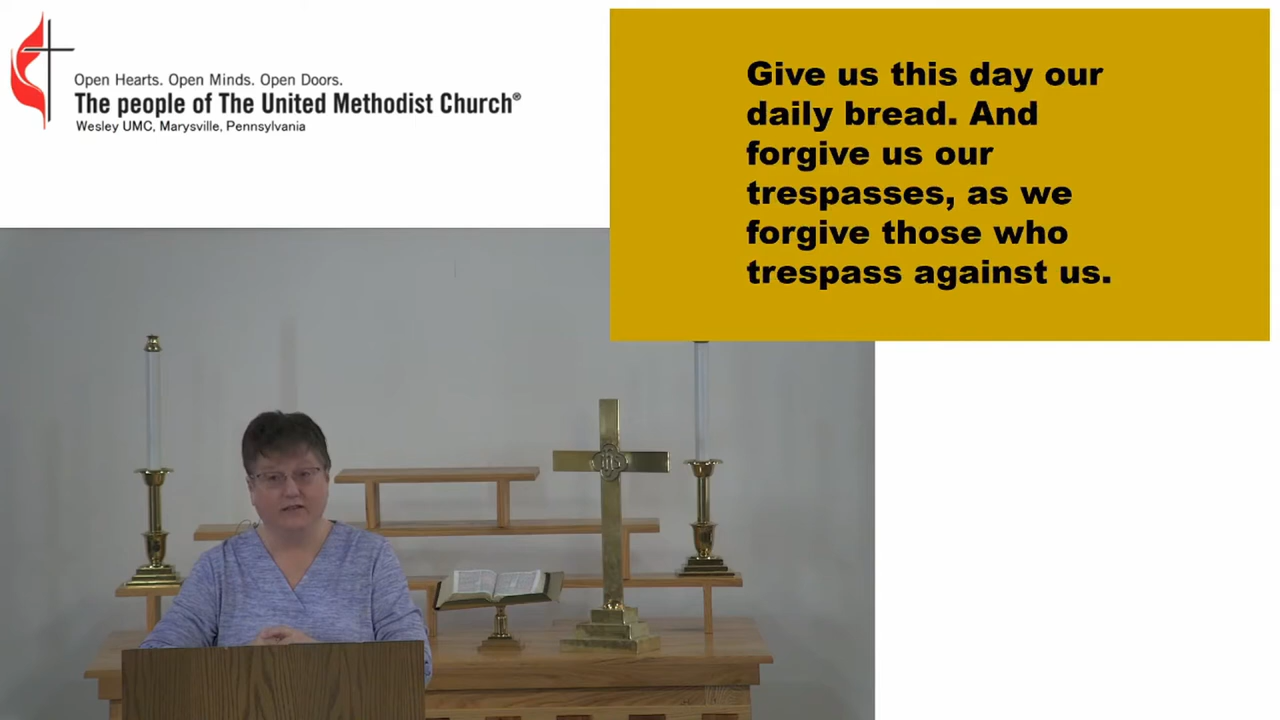 Open Hearts. Open Minds. Open Doors.
The people of The United Methodist Church®
Wesley UMC, Marysville, Pennsylvania
Give us this day our
daily bread. And
forgive us our
trespasses, as we
forgive those who
trespass against us.